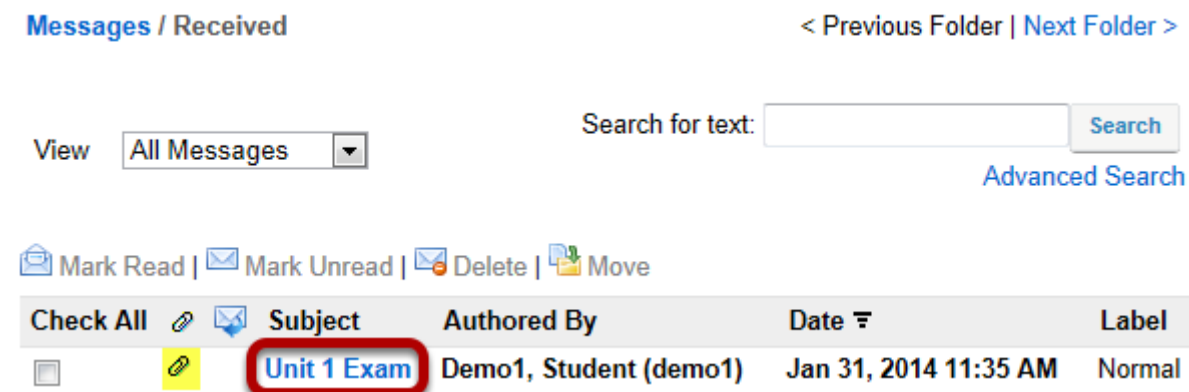 Messages / Received < Previous Folder | Next Folder >
Search for text: Search
View All Messages
Advanced Search
Mark Read | Mark Unread | Delete | Move
Check All Subject Authored By Date Label
Unit 1 Exam Demo1, Student (demo1) Jan 31, 2014 11:35 AM Normal